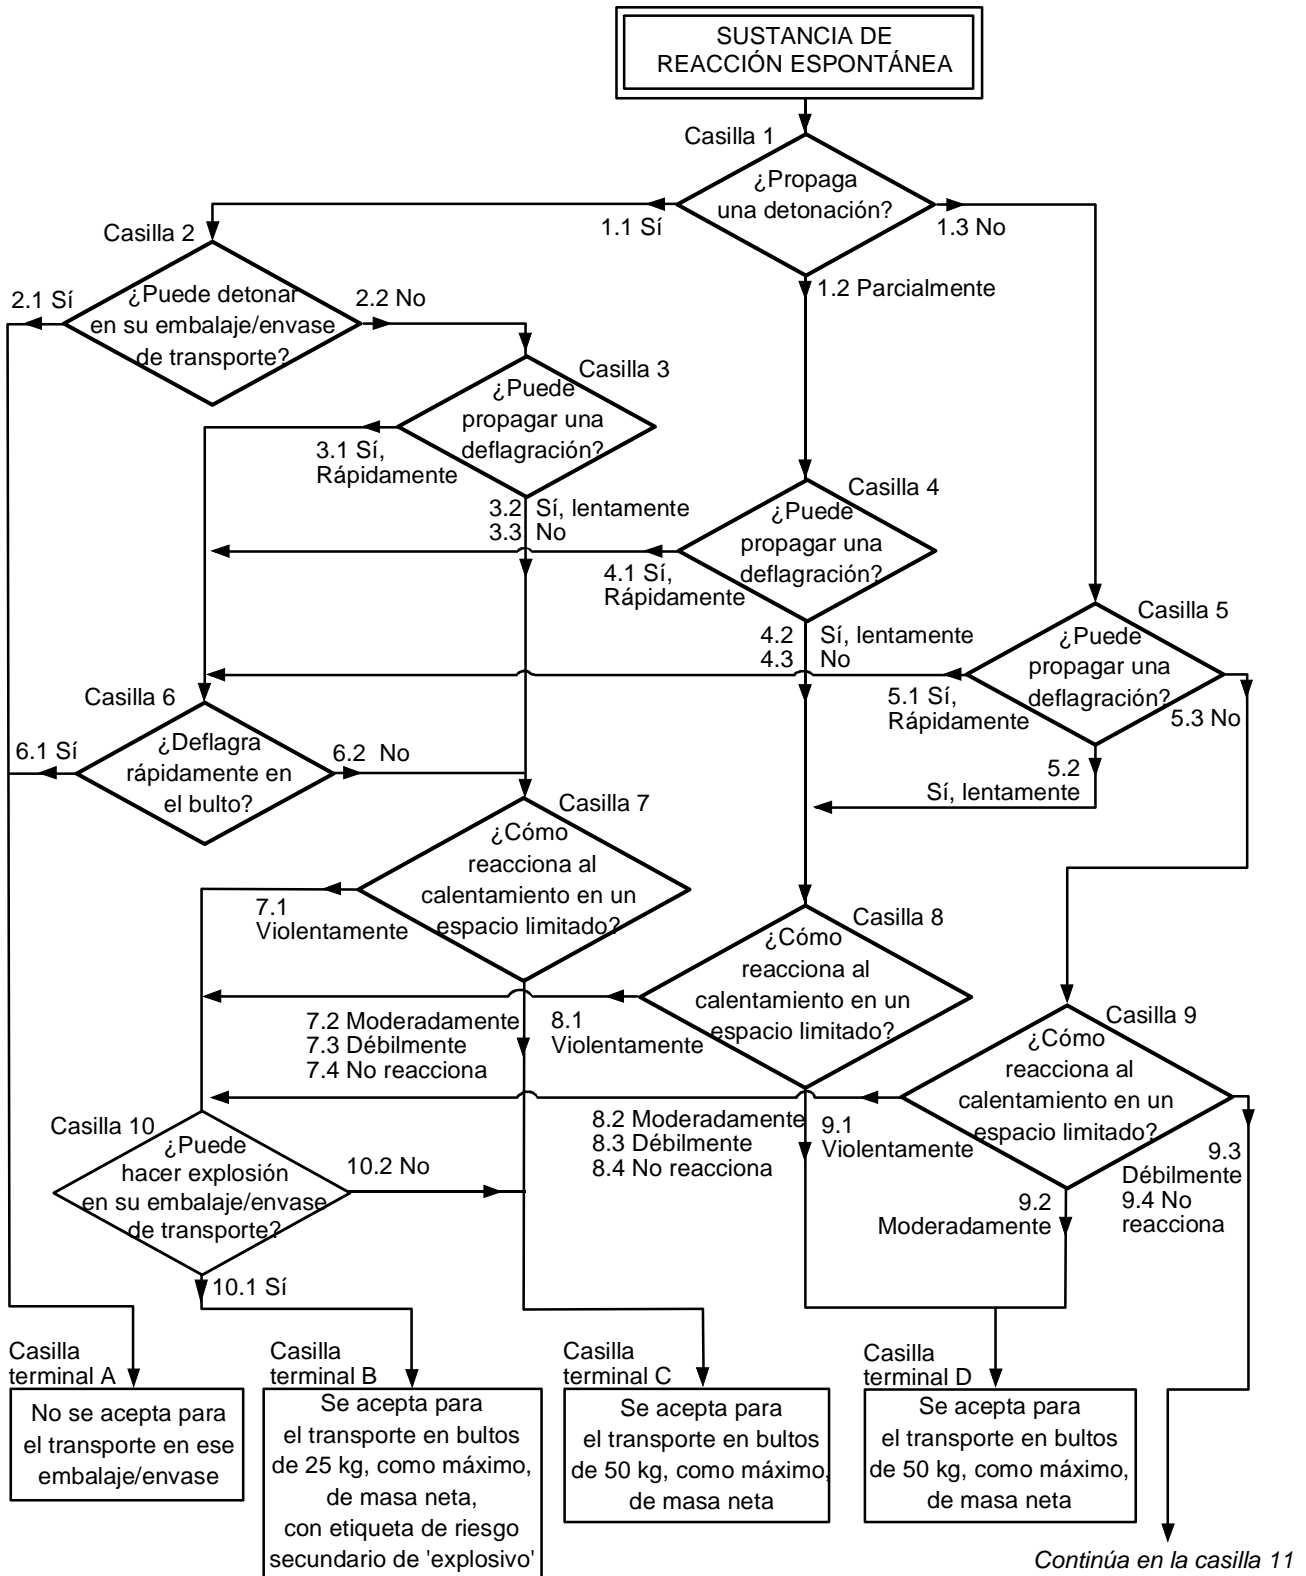 SUSTANCIA DE
REACCIÓN ESPONTÁNEA
Casilla 1
¿Propaga
una detonación?
1.1 Sí
1.3 No
1.2 Parcialmente
Casilla 2
¿Puede detonar
en su embalaje/envase
de transporte?
2.1 Sí
2.2 No
Casilla 3
¿Puede
propagar una
deflagración?
3.1 Sí,
Rápidamente
3.2 Sí, lentamente
3.3 No
Casilla 4
¿Puede
propagar una
deflagración?
4.1 Sí,
Rápidamente
4.2 Sí, lentamente
4.3 No
Casilla 5
¿Puede
propagar una
deflagración?
5.1 Sí,
Rápidamente
5.3 No
5.2
Sí, lentamente
Casilla 6
¿Deflagra
rápidamente en
el bulto?
6.1 Sí
6.2 No
Casilla 7
¿Cómo
reacciona al
calentamiento en un
espacio limitado?
7.1
Violentamente
7.2 Moderadamente
7.3 Débilmente
7.4 No reacciona
Casilla 8
¿Cómo
reacciona al
calentamiento en un
espacio limitado?
8.1
Violentamente
8.2 Moderadamente
8.3 Débilmente
8.4 No reacciona
Casilla 9
¿Cómo
reacciona al
calentamiento en un
espacio limitado?
9.1
Violentamente
9.2
Moderadamente
9.3
Débilmente
9.4 No
reacciona
Casilla 10
¿Puede
hacer explosión
en su embalaje/envase
de transporte?
10.2 No
10.1 Sí
Casilla
terminal A
No se acepta para
el transporte en ese
embalaje/envase
Casilla
terminal B
Se acepta para
el transporte en bultos
de 25 kg, como máximo,
de masa neta,
con etiqueta de riesgo
secundario de 'explosivo'
Casilla
terminal C
Se acepta para
el transporte en bultos
de 50 kg, como máximo,
de masa neta
Casilla
terminal D
Se acepta para
el transporte en bultos
de 50 kg, como máximo,
de masa neta
Continúa en la casilla 11